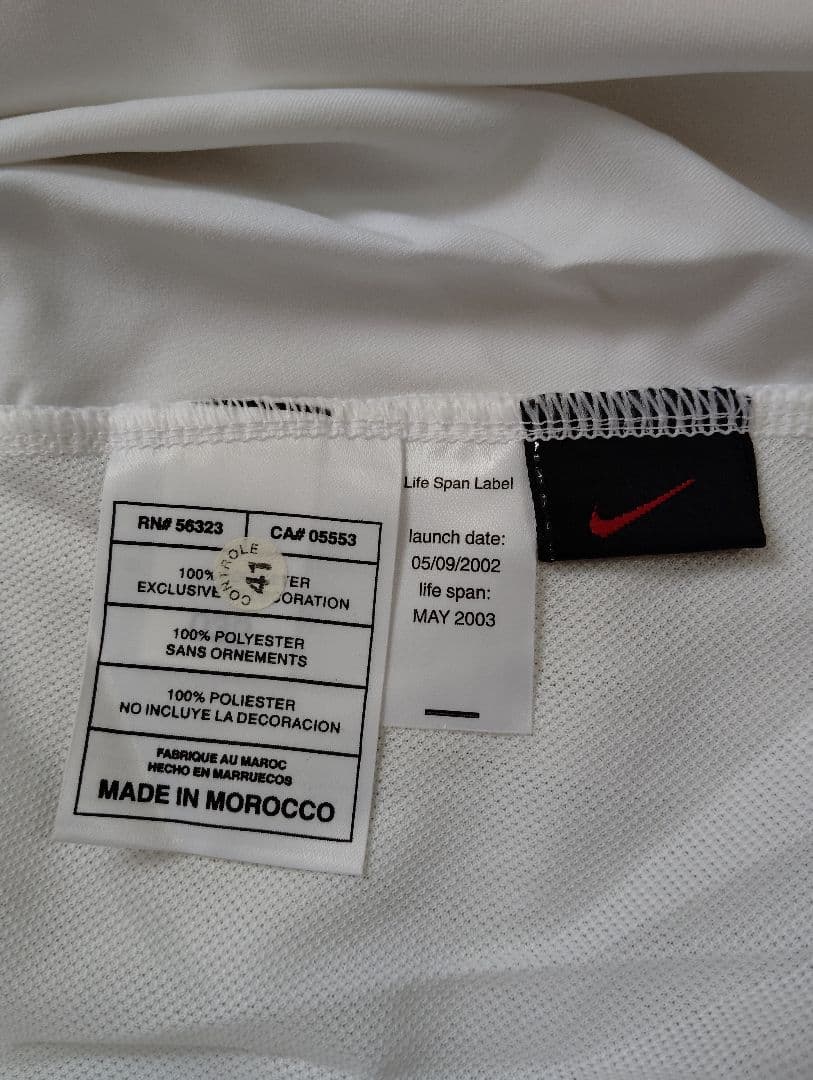 RN# 56323
CA# 05553
100%
EXCLUSIVE
100% POLYESTER
SANS ORNEMENTS
100% POLIESTER
NO INCLUYE LA DECORACION
FABRIQUE AU MAROC
HECHO EN MARRUECOS
MADE IN MOROCCO
CONTROLE
41
Life Span Label
launch date:
05/09/2002
life span:
MAY 2003